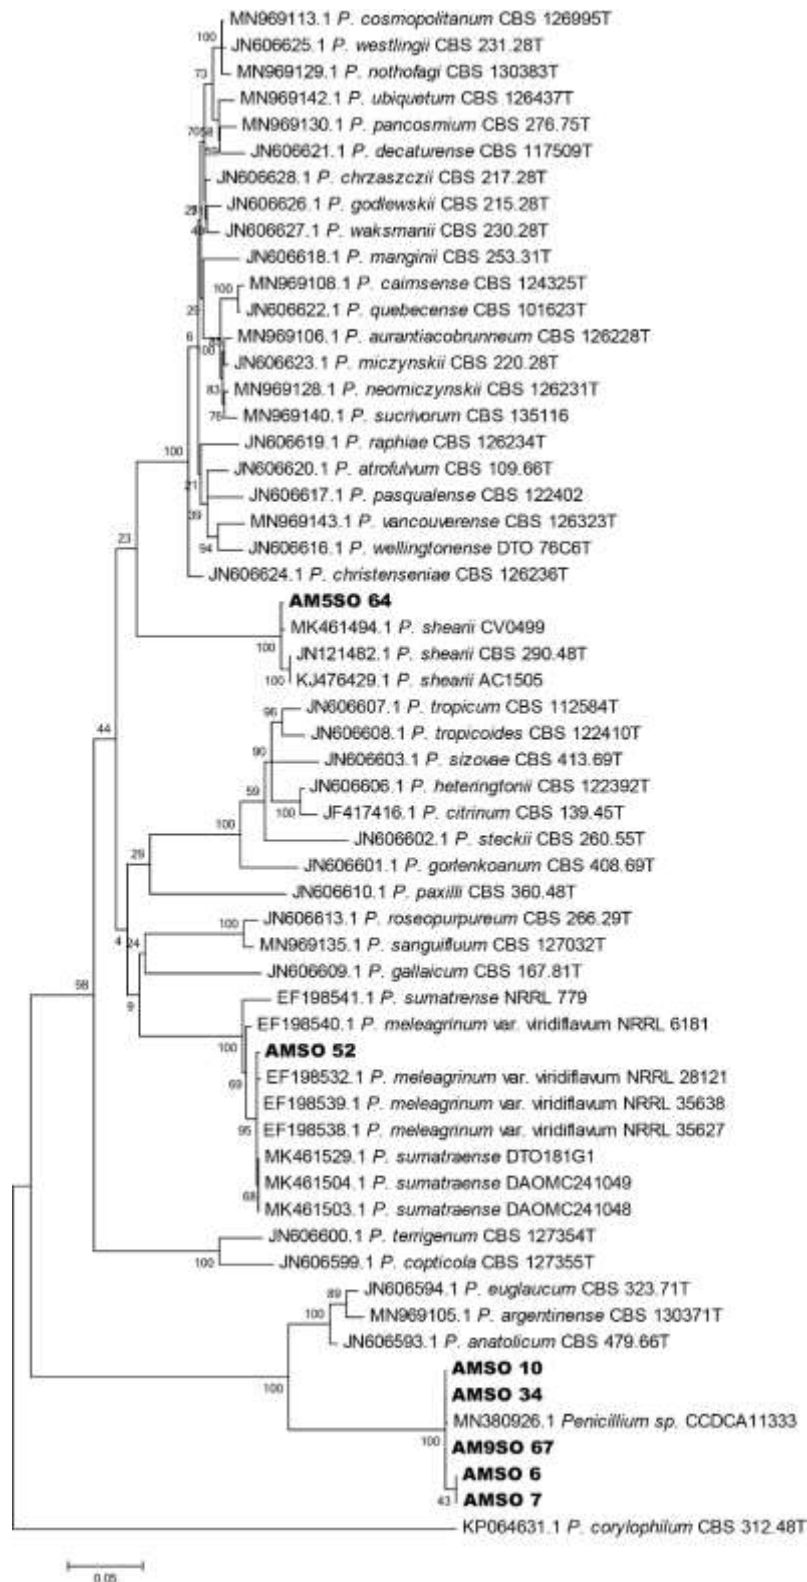 MN969113.1 P. cosmopolitanum CBS 126995T
100
JN606625.1 P. westlingii CBS 231.28T
73
MN969129.1 P. nothofagi CBS 130383T
MN969142.1 P. ubiquetum CBS 126437T
MN969130.1 P. pancosmium CBS 276.75T
JN606621.1 P. decaturense CBS 117509T
JN606628.1 P. chrzaszczii CBS 217.28T
JN606626.1 P. godlewskii CBS 215.28T
JN606627.1 P. waksmanii CBS 230.28T
JN606618.1 P. manginii CBS 253.31T
100
MN969108.1 P. cairnsense CBS 124325T
JN606622.1 P. quebecense CBS 101623T
6
MN969106.1 P. aurantiacobrunneum CBS 126228T
JN606623.1 P. miczynskii CBS 220.28T
83
MN969128.1 P. neomiczynskii CBS 126231T
76
MN969140.1 P. sucrivorum CBS 135116
100
JN606619.1 P. raphiae CBS 126234T
JN606620.1 P. atrofulvum CBS 109.66T
21
JN606617.1 P. pasqualense CBS 122402
39
MN969143.1 P. vancouverense CBS 126323T
23
94
JN606616.1 P. wellingtonense DTO 76C6T
JN606624.1 P. christenseniae CBS 126236T
AM5SO 64
MK461494.1 P. shearii CV0499
100
JN121482.1 P. shearii CBS 290.48T
100
KJ476429.1 P. shearii AC1505
96
JN606607.1 P. tropicum CBS 112584T
44
JN606608.1 P. tropicoides CBS 122410T
90
JN606603.1 P. sizovae CBS 413.69T
59
JN606606.1 P. heteringtonii CBS 122392T
100
JF417416.1 P. citrinum CBS 139.45T
100
JN606602.1 P. steckii CBS 260.55T
29
JN606601.1 P. gorlenkoanum CBS 408.69T
JN606610.1 P. paxilli CBS 360.48T
100
JN606613.1 P. roseopurpureum CBS 266.29T
4
24
MN969135.1 P. sanguifluum CBS 127032T
JN606609.1 P. gallaicum CBS 167.81T
98
9
EF198541.1 P. sumatrense NRRL 779
EF198540.1 P. meleagrinum var. viridiflavum NRRL 6181
100
AMSO 52
69
EF198532.1 P. meleagrinum var. viridiflavum NRRL 28121
EF198539.1 P. meleagrinum var. viridiflavum NRRL 35638
95
EF198538.1 P. meleagrinum var. viridiflavum NRRL 35627
MK461529.1 P. sumatraense DTO181G1
MK461504.1 P. sumatraense DAOMC241049
68
MK461503.1 P. sumatraense DAOMC241048
JN606600.1 P. terrigenum CBS 127354T
100
JN606599.1 P. copticola CBS 127355T
89
JN606594.1 P. euglaucum CBS 323.71T
100
MN969105.1 P. argentinense CBS 130371T
JN606593.1 P. anatolicum CBS 479.66T
AMSO 10
100
AMSO 34
MN380926.1 Penicillium sp. CCDCA11333
100
AM9SO 67
AMSO 6
43
AMSO 7
KP064631.1 P. corylophilum CBS 312.48T
0.05